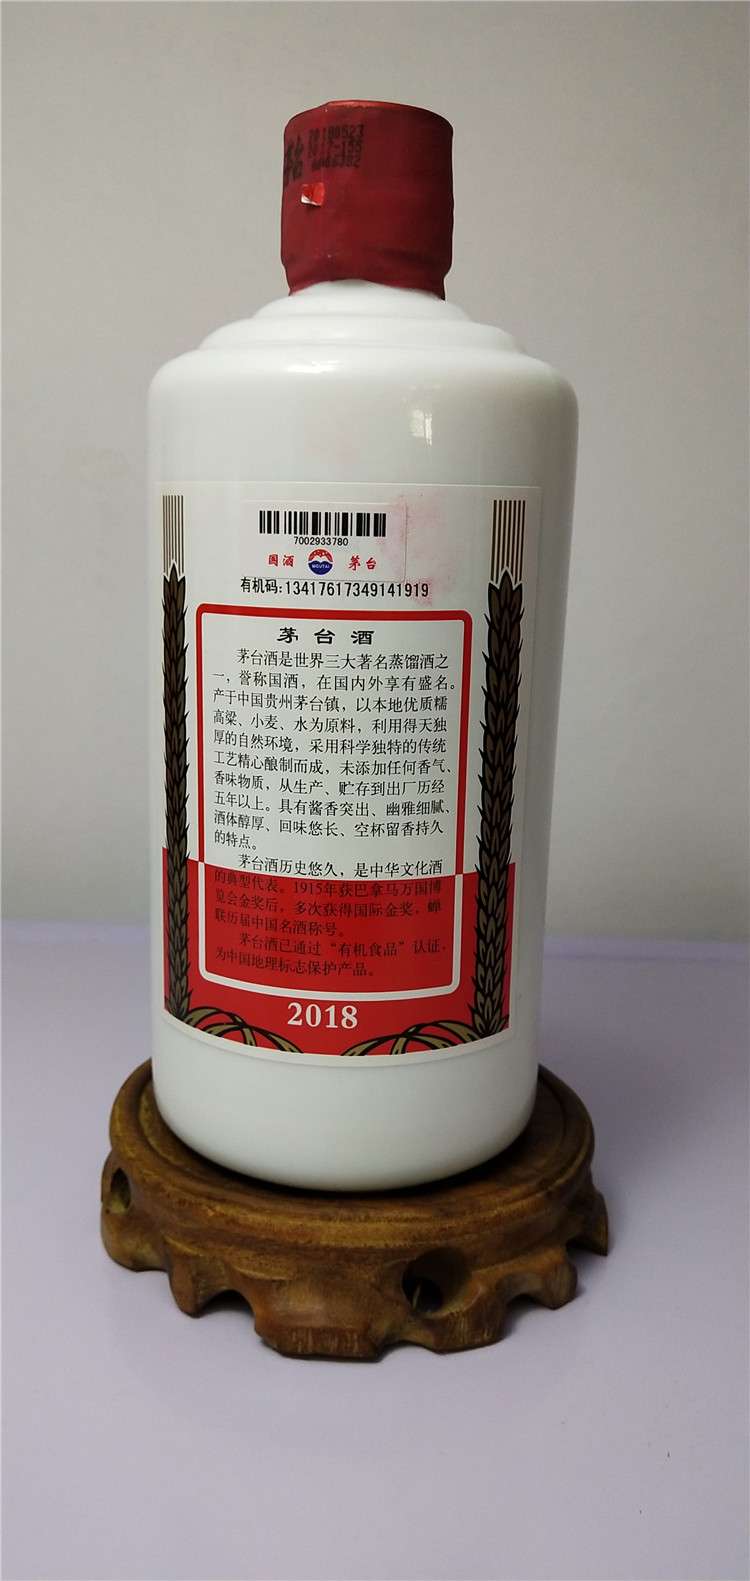 茅台
20180523
2017-155
7002933780
国酒
MOUTAI
茅台
有机码:13417617349141919
茅台酒
茅台酒是世界三大著名蒸馏酒之
一,誉称国酒,在国内外享有盛名。
产于中国贵州茅台镇,以本地优质糯
高粱、小麦、水为原料,利用得天独
厚的自然环境,采用科学独特的传统
工艺精心酿制而成,未添加任何香气、
香味物质,从生产、贮存到出厂历经
五年以上。具有酱香突出、幽雅细腻、
酒体醇厚、回味悠长、空杯留香持久
的特点。
茅台酒历史悠久,是中华文化酒
的典型代表。1915年获巴拿马万国博
览会金奖后,多次获得国际金奖,蝉
联历届中国名酒称号。
茅台酒已通过“有机食品”认证,
为中国地理标志保护产品。
2018